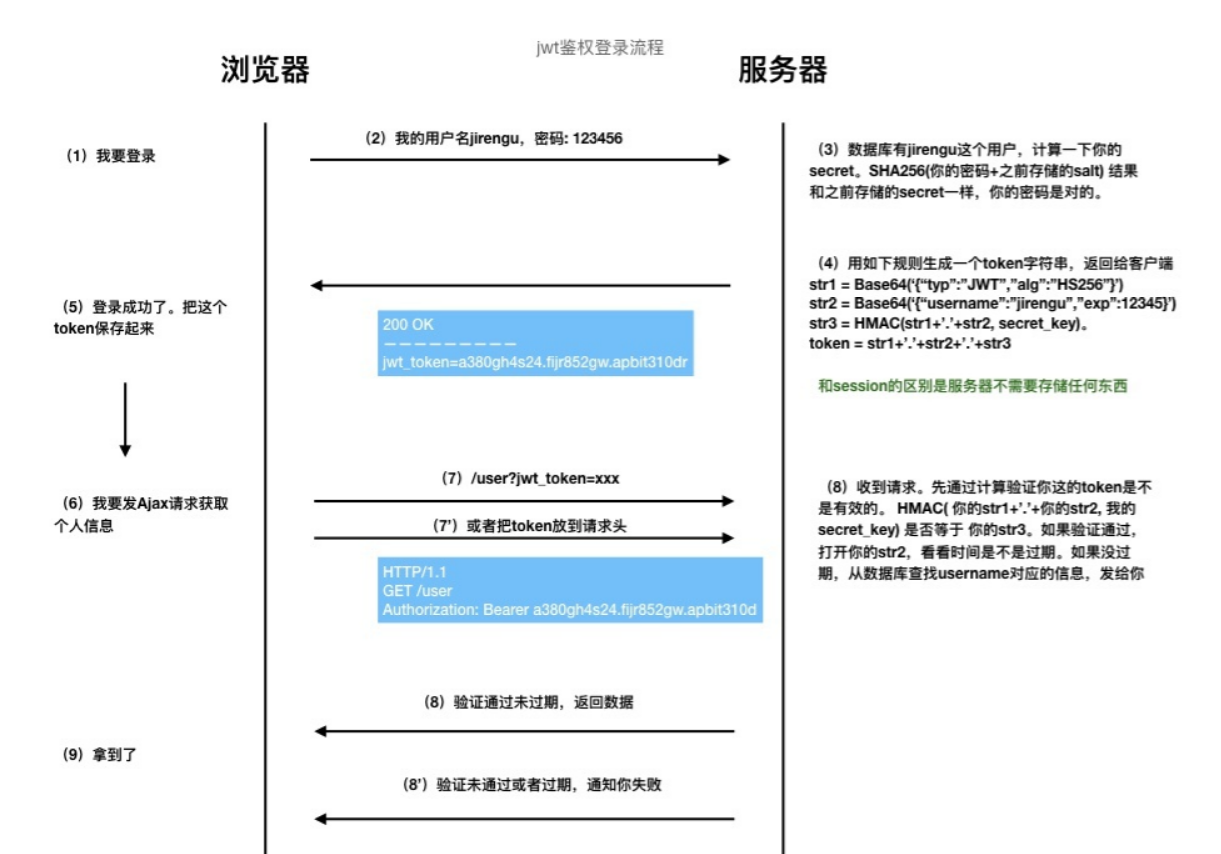 jwt鉴权登录流程
浏览器
服务器
（1）我要登录
（2）我的用户名jirengu，密码: 123456
（3）数据库有jirengu这个用户，计算一下你的
secret。SHA256(你的密码+之前存储的salt) 结果
和之前存储的secret一样，你的密码是对的。
（4）用如下规则生成一个token字符串，返回给客户端
str1 = Base64(‘{“typ”:”JWT”,”alg”:”HS256”}’)
str2 = Base64(‘{“username”:”jirengu”,”exp”:12345}’)
str3 = HMAC(str1+’.’+str2, secret_key)。
token = str1+’.’+str2+’.’+str3
和session的区别是服务器不需要存储任何东西
（5）登录成功了。把这个
token保存起来
200 OK
— — — — — — — — —
jwt_token=a380gh4s24.fijr852gw.apbit310dr
（6）我要发Ajax请求获取
个人信息
（7）/user?jwt_token=xxx
（7’）或者把token放到请求头
HTTP/1.1
GET /user
Authorization: Bearer a380gh4s24.fijr852gw.apbit310d
（8）收到请求。先通过计算验证你这的token是不
是有效的。 HMAC( 你的str1+’.’+你的str2, 我的
secret_key) 是否等于 你的str3。如果验证通过，
打开你的str2，看看时间是不是过期。如果没过
期，从数据库查找username对应的信息，发给你
（8）验证通过未过期，返回数据
（9）拿到了
（8’）验证未通过或者过期，通知你失败